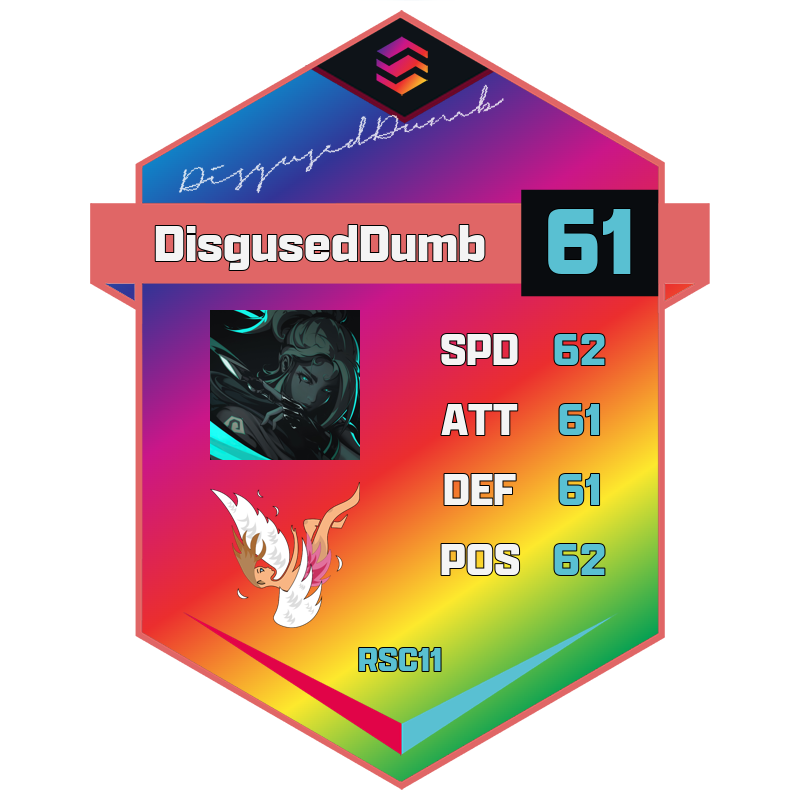 DisgusedDumb
DisgusedDumb 61
SPD 62
ATT 61
DEF 61
POS 62
RSC11